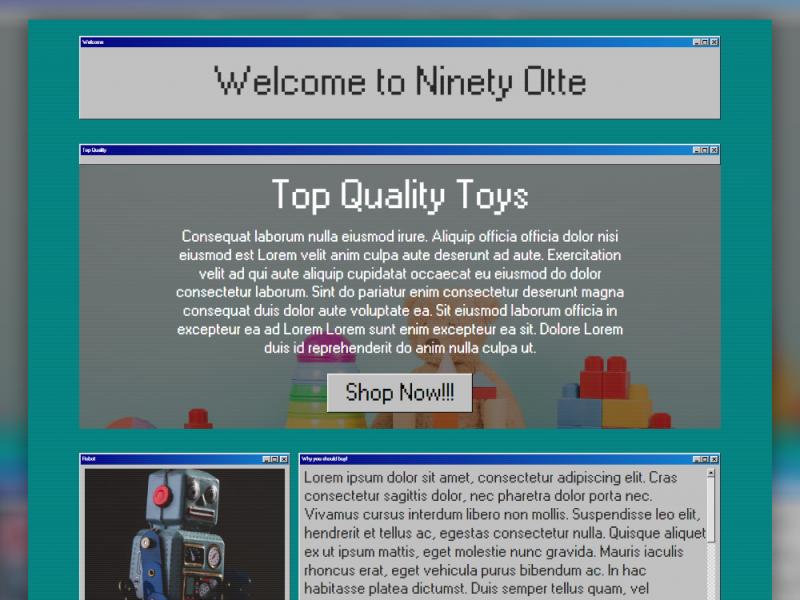 Welcome
Welcome to Ninety Otte
Top Quality
Top Quality Toys
Consequat laborum nulla eiusmod irure. Aliquip officia officia dolor nisi
eiusmod est Lorem velit anim culpa aute deserunt ad aute. Exercitation
velit ad qui aute aliquip cupidatat occaecat eu eiusmod do dolor
consectetur laborum. Sint do pariatur enim consectetur deserunt magna
consequat duis dolor aute voluptate ea. Sit eiusmod laborum officia in
excepteur ea ad Lorem Lorem sunt enim excepteur ea sit. Dolore Lorem
duis id reprehenderit do anim nulla culpa ut.
Shop Now!!!
Robot
Why you should buy!
Lorem ipsum dolor sit amet, consectetur adipiscing elit. Cras
consectetur sagittis dolor, nec pharetra dolor porta nec.
Vivamus cursus interdum libero non mollis. Suspendisse leo elit,
hendrerit et tellus ac, egestas consectetur nulla. Quisque aliquet
ex ut ipsum mattis, eget molestie nunc gravida. Mauris iaculis
rhoncus erat, eget vehicula purus bibendum ac. In hac
habitasse platea dictumst. Duis semper tellus quam, vel